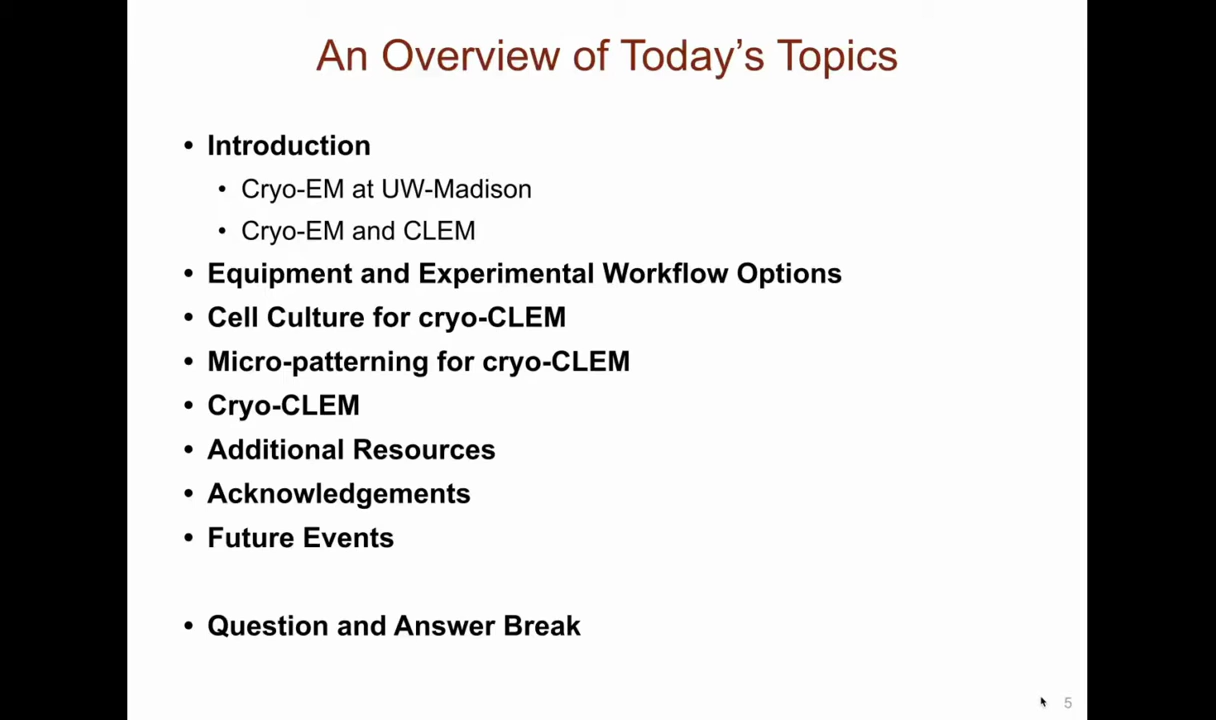 An Overview of Today’s Topics
• Introduction
• Cryo-EM at UW-Madison
• Cryo-EM and CLEM
• Equipment and Experimental Workflow Options
• Cell Culture for cryo-CLEM
• Micro-patterning for cryo-CLEM
• Cryo-CLEM
• Additional Resources
• Acknowledgements
• Future Events
• Question and Answer Break
5